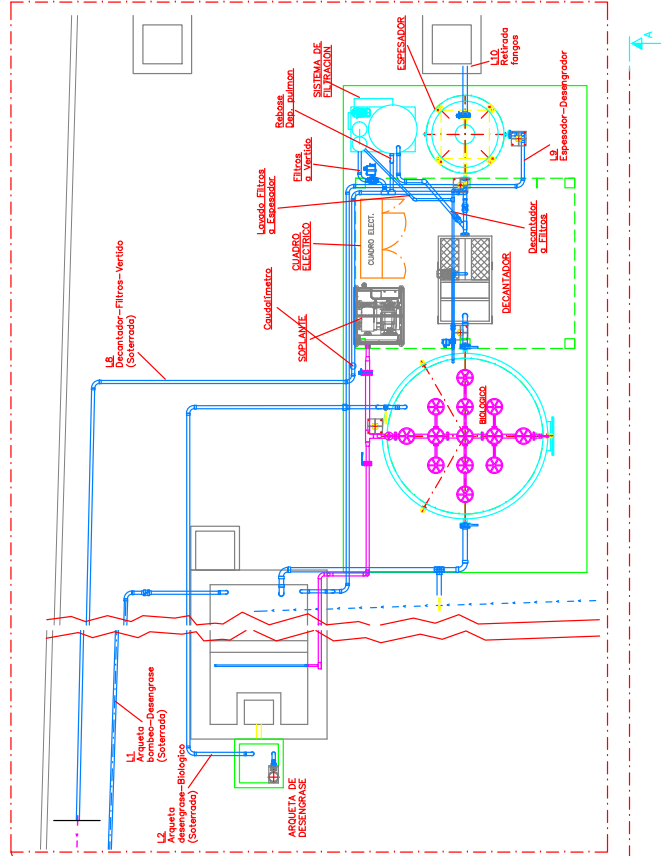 A
L10
Retirada
fangos
ESPESADOR
SISTEMA DE
FILTRACIÓN
Rebose
Dep. pulmon
Filtros
a Vertido
Lavado Filtros
a Espesador
L9
Espesador-Desengrador
CUADRO
ELECTRICO
CUADRO ELECT.
Decantador
a Filtros
Caudalímetro
SOPLANTE
DECANTADOR
L8
Decantador-Filtros-Vertido
(Soterrada)
BIOLOGICO
L1
Arqueta
bombeo-Desengrase
(Soterrada)
L2
Arqueta
desengrase-Biologico
(Soterrada)
ARQUETA DE
DESENGRASE